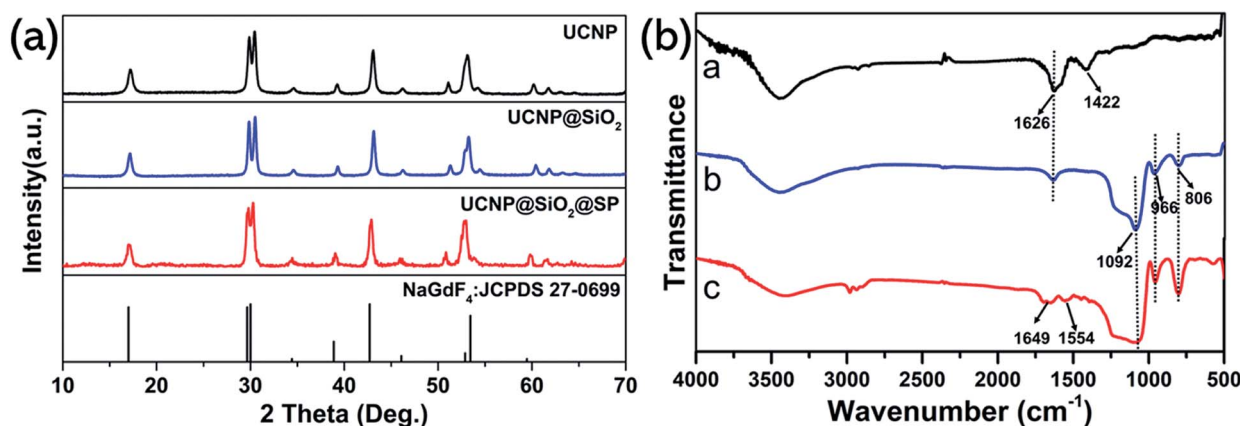 (a)
UCNP
UCNP@SiO₂
UCNP@SiO₂@SP
NaGdF₄:JCPDS 27-0699
Intensity(a.u.)
10 20 30 40 50 60 70
2 Theta (Deg.)
(b)
a
1626
1422
b
1092
966
806
c
1649
1554
Transmittance
4000 3500 3000 2500 2000 1500 1000 500
Wavenumber (cm⁻¹)